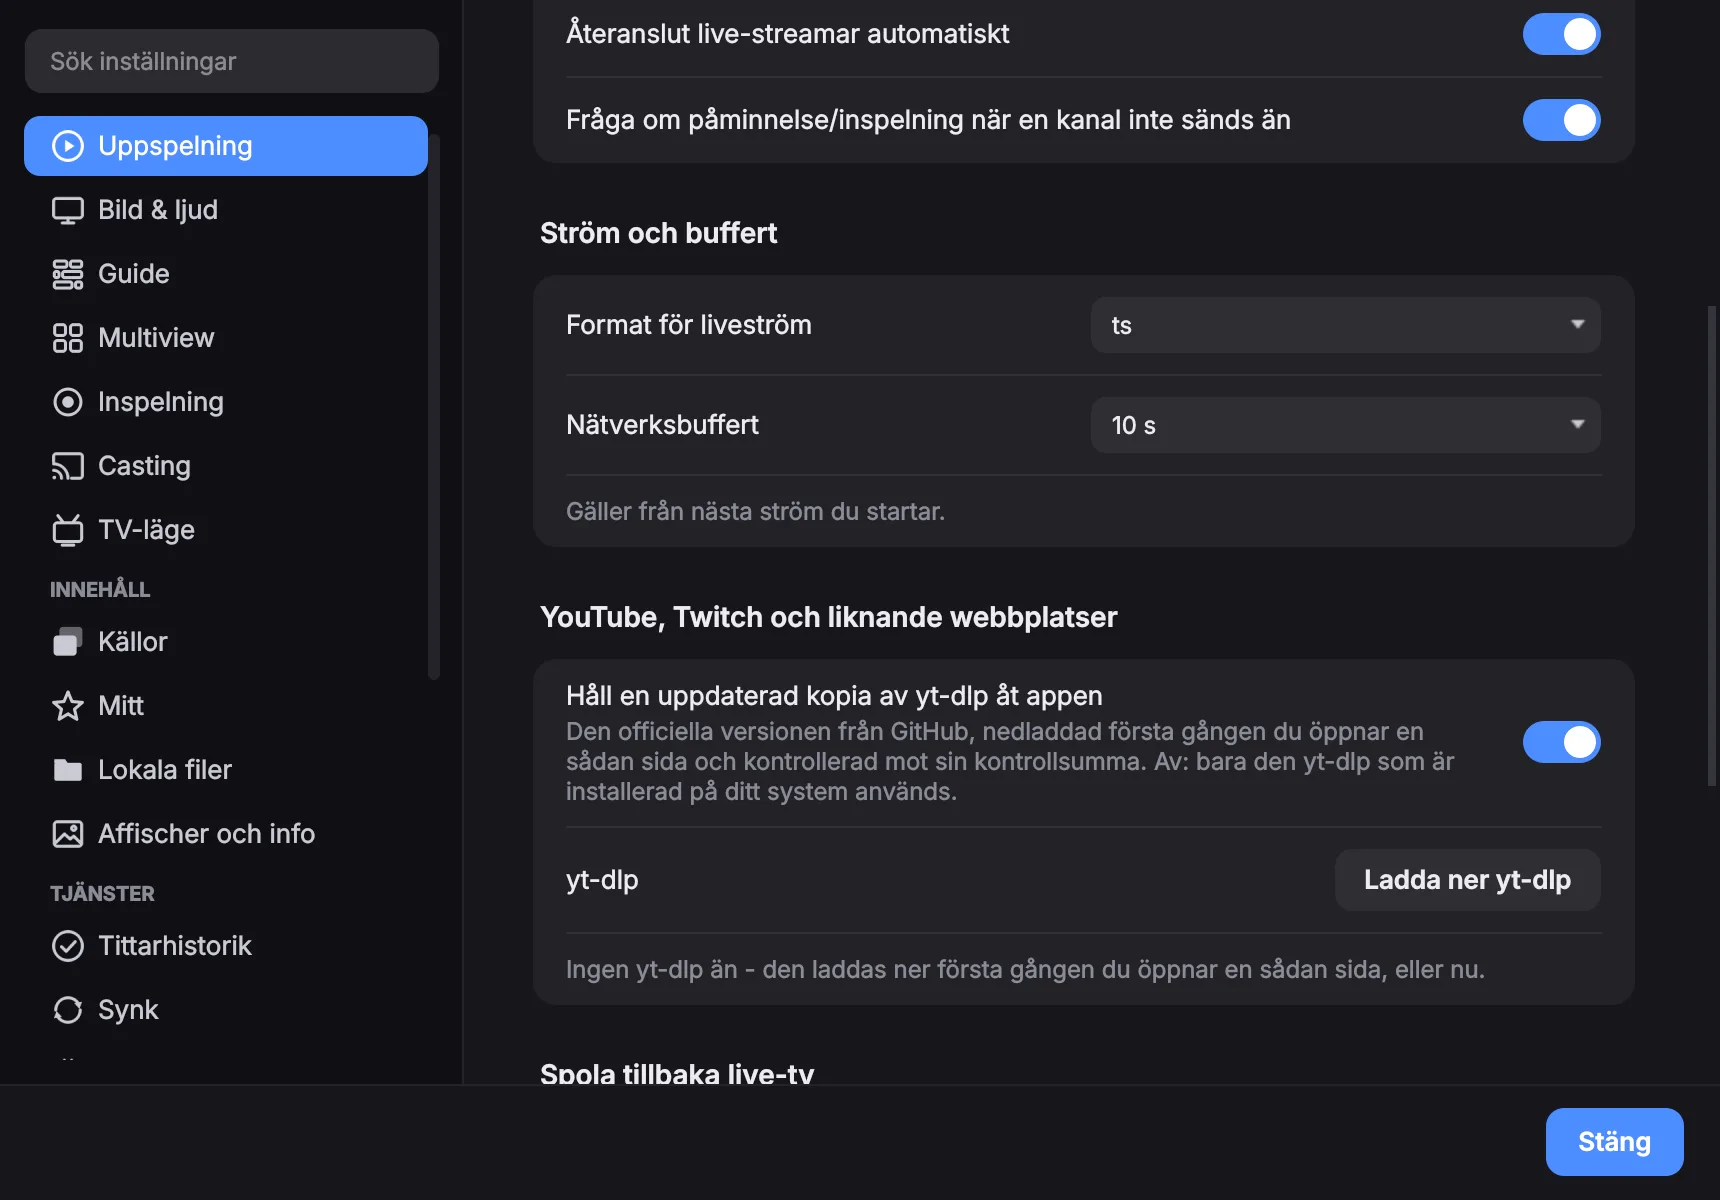 Sök inställningar
Uppspelning
Bild & ljud
Guide
Multiview
Inspelning
Casting
TV-läge
INNEHÅLL
Källor
Mitt
Lokala filer
Affischer och info
TJÄNSTER
Tittarhistorik
Synk
Återanslut live-streamar automatiskt
Fråga om påminnelse/inspelning när en kanal inte sänds än
Ström och buffert
Format för liveström
ts
Nätverksbuffert
10 s
Gäller från nästa ström du startar.
YouTube, Twitch och liknande webbplatser
Håll en uppdaterad kopia av yt-dlp åt appen
Den officiella versionen från GitHub, nedladdad första gången du öppnar en
sådan sida och kontrollerad mot sin kontrollsumma. Av: bara den yt-dlp som är
installerad på ditt system används.
yt-dlp
Ladda ner yt-dlp
Ingen yt-dlp än - den laddas ner första gången du öppnar en sådan sida, eller nu.
Spola tillbaka live-tv
Stäng